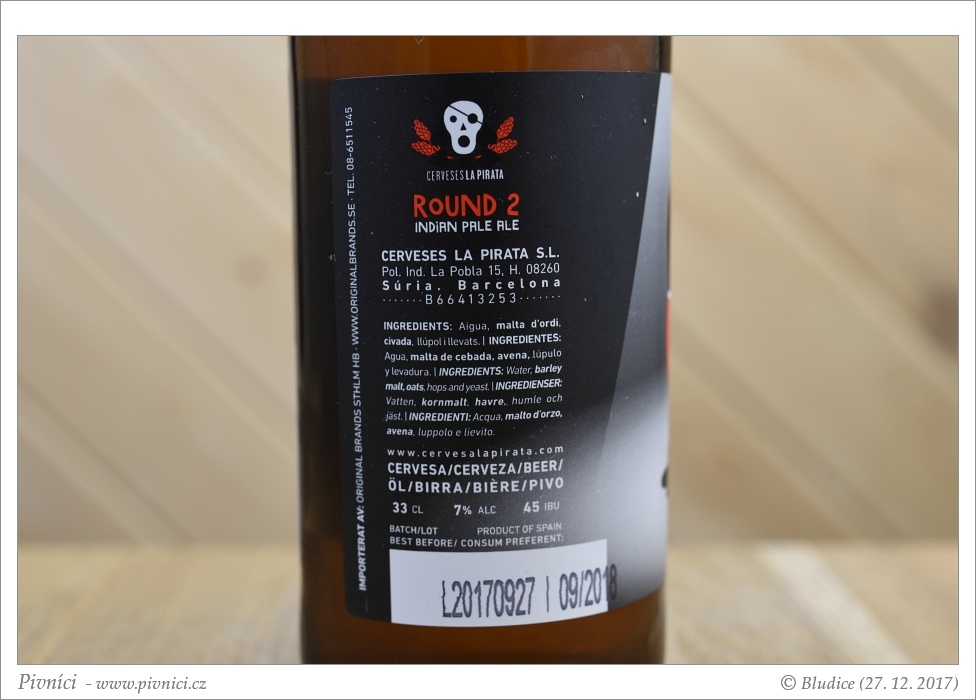 IMPORTERAT AV: ORIGINAL BRANDS STHLM HB · WWW.ORIGINALBRANDS.SE · TEL. 08-6511545
CERVESES LA PIRATA
ROUND 2
INDIAN PALE ALE
CERVESES LA PIRATA S.L.
Pol. Ind. La Pobla 15, H. 08260
Súria. Barcelona
·······B66413253·······
INGREDIENTS: Aigua, malta d'ordi,
civada, llúpol i llevats. | INGREDIENTES:
Agua, malta de cebada, avena, lúpulo
y levadura. | INGREDIENTS: Water, barley
malt, oats, hops and yeast. | INGREDIENSER:
Vatten, kornmalt, havre, humle och
jäst. | INGREDIENTI: Acqua, malto d'orzo,
avena, luppolo e lievito.
www.cervesalapirata.com
CERVESA/CERVEZA/BEER/
ÖL/BIRRA/BIÈRE/PIVO
33 CL 7% ALC 45 IBU
BATCH/LOT PRODUCT OF SPAIN
BEST BEFORE/ CONSUM PREFERENT:
L20170927 | 09/2018
Pivníci - www.pivnici.cz © Bludice (27. 12. 2017)